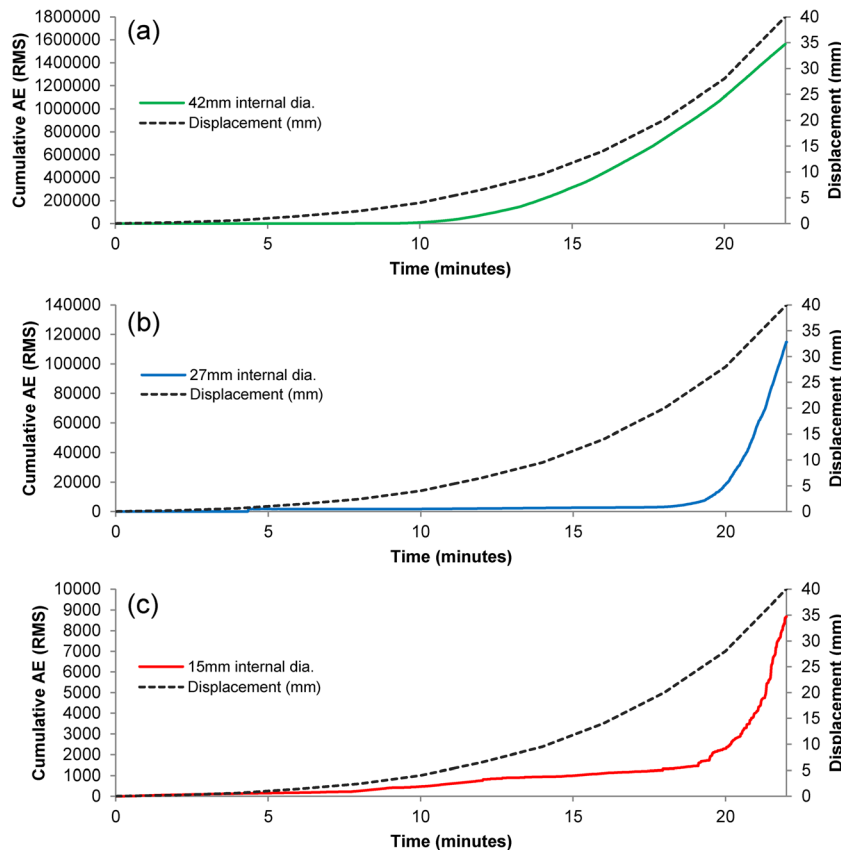 (a)
Cumulative AE (RMS)
1800000
1600000
1400000
1200000
1000000
800000
600000
400000
200000
0
42mm internal dia.
Displacement (mm)
40
35
30
25
20
15
10
5
0
Displacement (mm)
0 5 10 15 20
Time (minutes)
(b)
Cumulative AE (RMS)
140000
120000
100000
80000
60000
40000
20000
0
27mm internal dia.
Displacement (mm)
40
35
30
25
20
15
10
5
0
Displacement (mm)
0 5 10 15 20
Time (minutes)
(c)
Cumulative AE (RMS)
10000
9000
8000
7000
6000
5000
4000
3000
2000
1000
0
15mm internal dia.
Displacement (mm)
40
35
30
25
20
15
10
5
0
Displacement (mm)
0 5 10 15 20
Time (minutes)